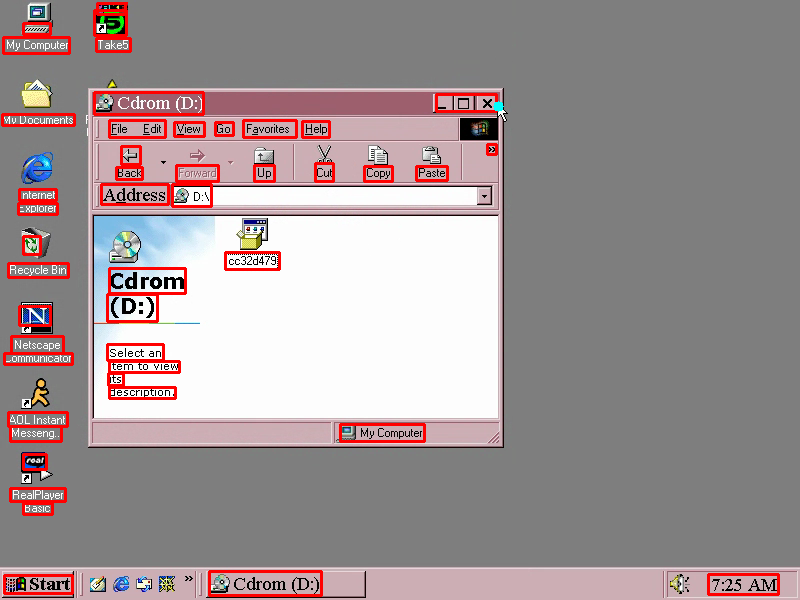 My Computer
Take5
My Documents
Internet
Explorer
Recycle Bin
Netscape
Communicator
AOL Instant
Messeng...
real
RealPlayer
Basic
Cdrom (D:)
File Edit View Go Favorites Help
Back Forward Up Cut Copy Paste »
Address D:\
cc32d479
Cdrom
(D:)
Select an
item to view
its
description.
My Computer
Start » Cdrom (D:) 7:25 AM